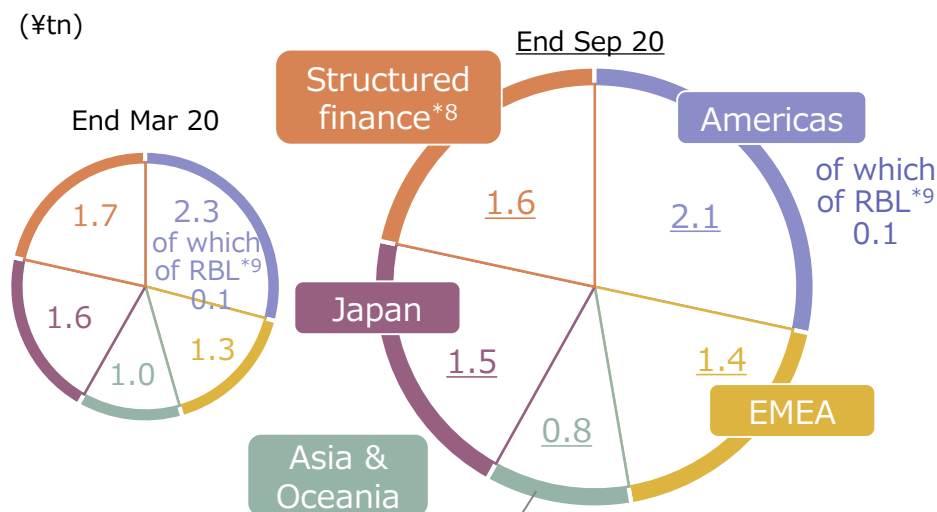 (¥tn)
End Mar 20
1.7
2.3
of which
of RBL*9
0.1
1.6
1.3
1.0
End Sep 20
Structured
finance*8
Americas
of which
of RBL*9
0.1
1.6
2.1
Japan
1.5
1.4
EMEA
0.8
Asia &
Oceania